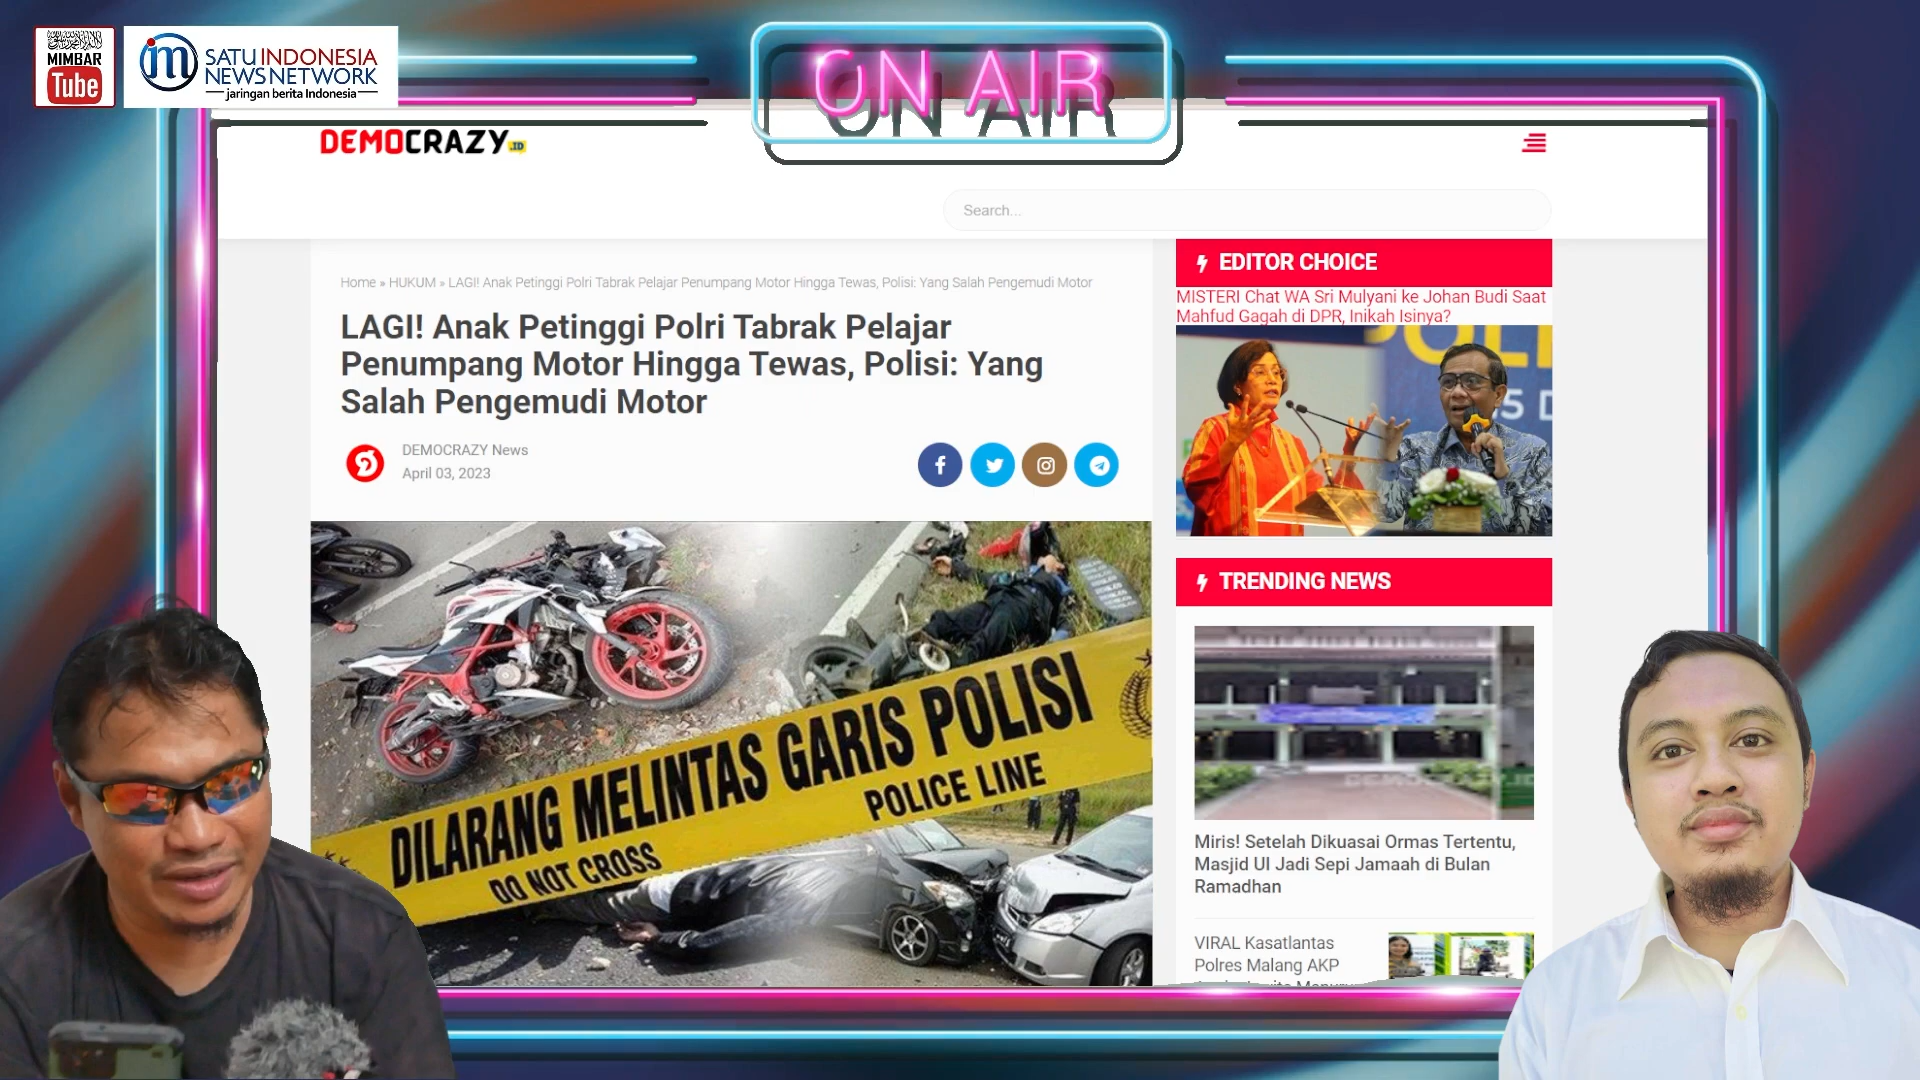 MIMBAR
Tube
im
SATU INDONESIA
NEWS NETWORK
jaringan berita Indonesia
ON AIR
DEMOCRAZY.ID
Search...
Home » HUKUM » LAGI! Anak Petinggi Polri Tabrak Pelajar Penumpang Motor Hingga Tewas, Polisi: Yang Salah Pengemudi Motor
LAGI! Anak Petinggi Polri Tabrak Pelajar
Penumpang Motor Hingga Tewas, Polisi: Yang
Salah Pengemudi Motor
DEMOCRAZY News
April 03, 2023
DILARANG MELINTAS GARIS POLISI
DO NOT CROSS
POLICE LINE
EDITOR CHOICE
MISTERI Chat WA Sri Mulyani ke Johan Budi Saat
Mahfud Gagah di DPR, Inikah Isinya?
TRENDING NEWS
Miris! Setelah Dikuasai Ormas Tertentu,
Masjid UI Jadi Sepi Jamaah di Bulan
Ramadhan
VIRAL Kasatlantas
Polres Malang AKP